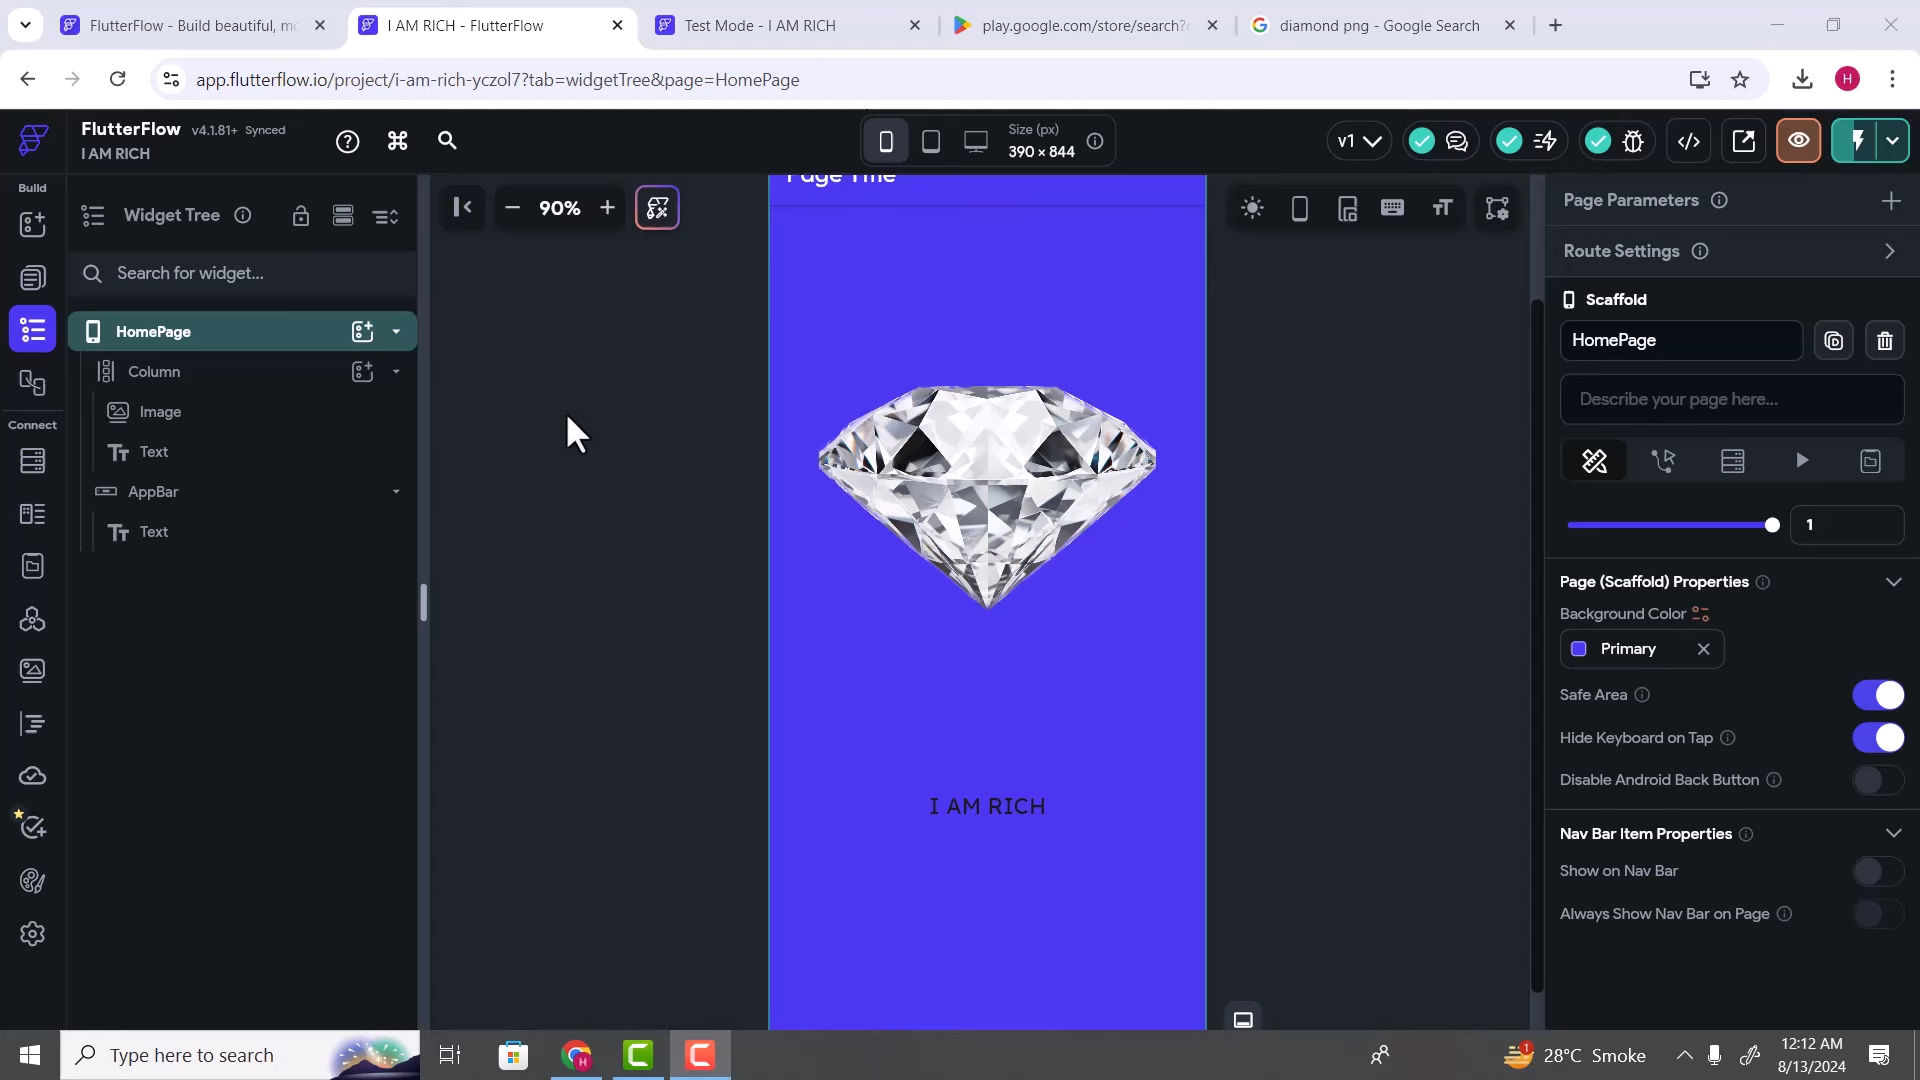 FlutterFlow - Build beautiful, mo
I AM RICH - FlutterFlow
Test Mode - I AM RICH
play.google.com/store/search?
diamond png - Google Search
app.flutterflow.io/project/i-am-rich-yczol7?tab=widgetTree&page=HomePage
H
FlutterFlow v4.1.81+ Synced
I AM RICH
Size (px)
390 × 844
v1
Build
Widget Tree
90%
Page Title
Page Parameters
Search for widget...
Route Settings
HomePage
Scaffold
Column
HomePage
Image
Describe your page here...
Connect
Text
AppBar
Text
1
Page (Scaffold) Properties
Background Color
Primary
Safe Area
Hide Keyboard on Tap
Disable Android Back Button
I AM RICH
Nav Bar Item Properties
Show on Nav Bar
Always Show Nav Bar on Page
Type here to search
1
28°C Smoke
12:12 AM
8/13/2024